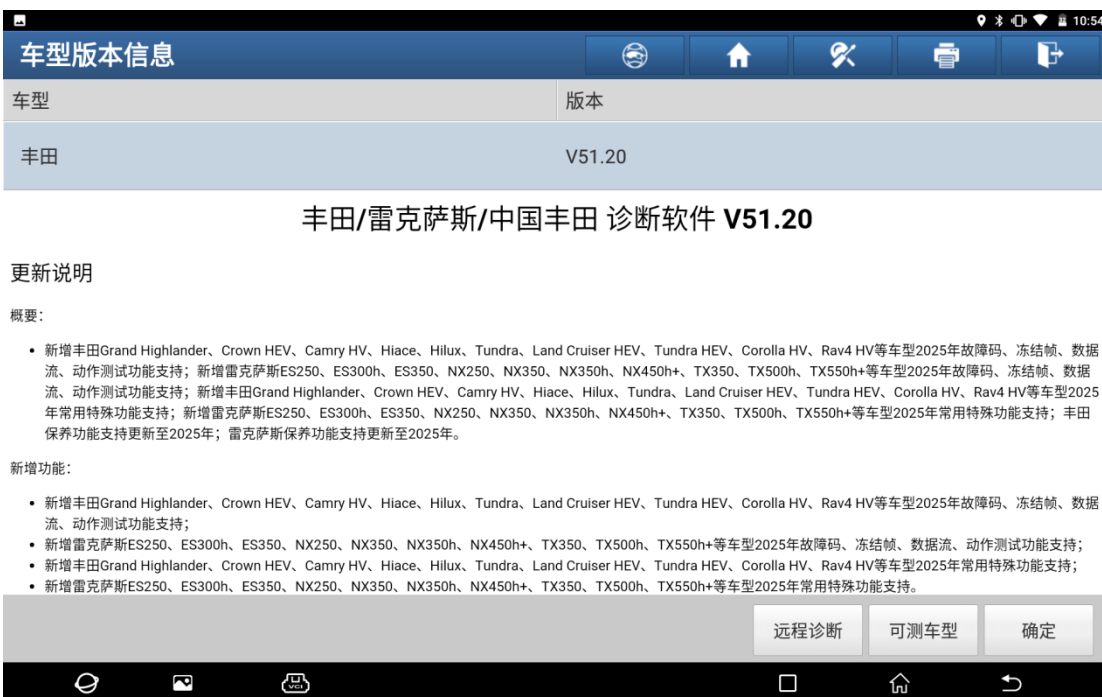 10:54
车型版本信息
车型 版本
丰田 V51.20
丰田/雷克萨斯/中国丰田 诊断软件 V51.20
更新说明
概要：
• 新增丰田Grand Highlander、Crown HEV、Camry HV、Hiace、Hilux、Tundra、Land Cruiser HEV、Tundra HEV、Corolla HV、Rav4 HV等车型2025年故障码、冻结帧、数据
流、动作测试功能支持；新增雷克萨斯ES250、ES300h、ES350、NX250、NX350、NX350h、NX450h+、TX350、TX500h、TX550h+等车型2025年故障码、冻结帧、数据
流、动作测试功能支持；新增丰田Grand Highlander、Crown HEV、Camry HV、Hiace、Hilux、Tundra、Land Cruiser HEV、Tundra HEV、Corolla HV、Rav4 HV等车型2025
年常用特殊功能支持；新增雷克萨斯ES250、ES300h、ES350、NX250、NX350、NX350h、NX450h+、TX350、TX500h、TX550h+等车型2025年常用特殊功能支持；丰田
保养功能支持更新至2025年；雷克萨斯保养功能支持更新至2025年。
新增功能：
• 新增丰田Grand Highlander、Crown HEV、Camry HV、Hiace、Hilux、Tundra、Land Cruiser HEV、Tundra HEV、Corolla HV、Rav4 HV等车型2025年故障码、冻结帧、数据
流、动作测试功能支持；
• 新增雷克萨斯ES250、ES300h、ES350、NX250、NX350、NX350h、NX450h+、TX350、TX500h、TX550h+等车型2025年故障码、冻结帧、数据流、动作测试功能支持；
• 新增丰田Grand Highlander、Crown HEV、Camry HV、Hiace、Hilux、Tundra、Land Cruiser HEV、Tundra HEV、Corolla HV、Rav4 HV等车型2025年常用特殊功能支持；
• 新增雷克萨斯ES250、ES300h、ES350、NX250、NX350、NX350h、NX450h+、TX350、TX500h、TX550h+等车型2025年常用特殊功能支持。
远程诊断 可测车型 确定
VCI